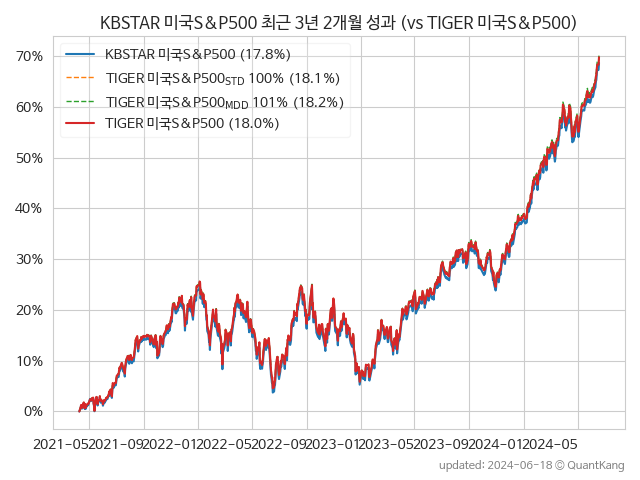 KBSTAR 미국S&P500 최근 3년 2개월 성과 (vs TIGER 미국S&P500)
KBSTAR 미국S&P500 (17.8%)
TIGER 미국S&P500STD 100% (18.1%)
TIGER 미국S&P500MDD 101% (18.2%)
TIGER 미국S&P500 (18.0%)
70%
60%
50%
40%
30%
20%
10%
0%
2021-05 2021-09 2022-01 2022-05 2022-09 2023-01 2023-05 2023-09 2024-01 2024-05
updated: 2024-06-18 © QuantKang